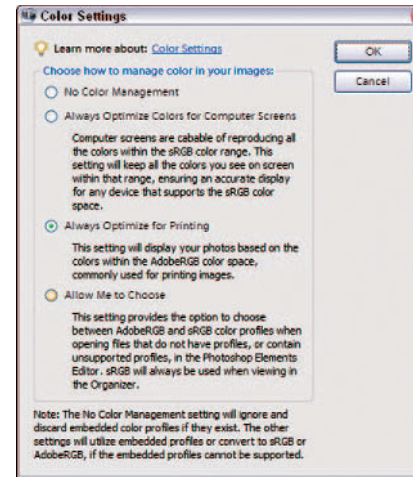 Color Settings
Learn more about: Color Settings
OK
Cancel
Choose how to manage color in your images:
No Color Management
Always Optimize Colors for Computer Screens
Computer screens are cabable of reproducing all
the colors within the sRGB color range. This
setting will keep all the colors you see on screen
within that range, ensuring an accurate display
for any device that supports the sRGB color
space.
Always Optimize for Printing
This setting will display your photos based on the
colors within the AdobeRGB color space,
commonly used for printing images.
Allow Me to Choose
This setting provides the option to choose
between AdobeRGB and sRGB color profiles when
opening files that do not have profiles, or contain
unsupported profiles, in the Photoshop Elements
Editor. sRGB will always be used when viewing in
the Organizer.
Note: The No Color Management setting will ignore and
discard embedded color profiles if they exist. The other
settings will utilize embedded profiles or convert to sRGB or
AdobeRGB, if the embedded profiles cannot be supported.